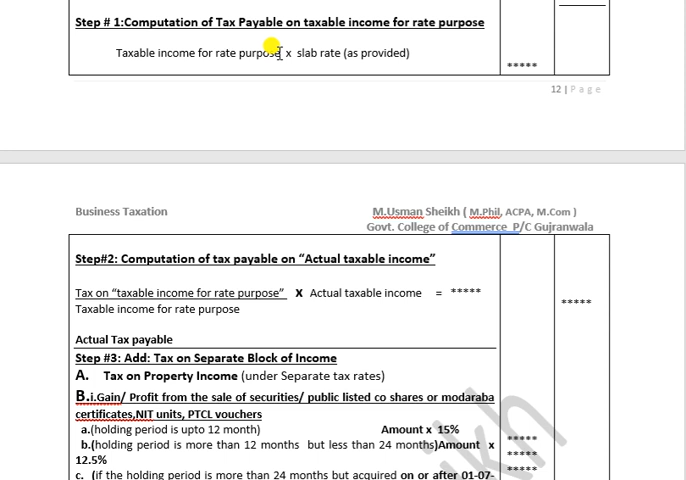 Step # 1:Computation of Tax Payable on taxable income for rate purpose
Taxable income for rate purpose x slab rate (as provided)
*****
12 | Page
Business Taxation
M.Usman Sheikh ( M.Phil, ACPA, M.Com )
Govt. College of Commerce P/C Gujranwala
Step#2: Computation of tax payable on “Actual taxable income”
Tax on “taxable income for rate purpose” X Actual taxable income = *****
*****
Taxable income for rate purpose
Actual Tax payable
Step #3: Add: Tax on Separate Block of Income
A. Tax on Property Income (under Separate tax rates)
B.i.Gain/ Profit from the sale of securities/ public listed co shares or modaraba
certificates,NIT units, PTCL vouchers
a.(holding period is upto 12 month) Amount x 15%
*****
b.(holding period is more than 12 months but less than 24 months)Amount x
*****
12.5%
*****
c. (if the holding period is more than 24 months but acquired on or after 01-07-
ikh